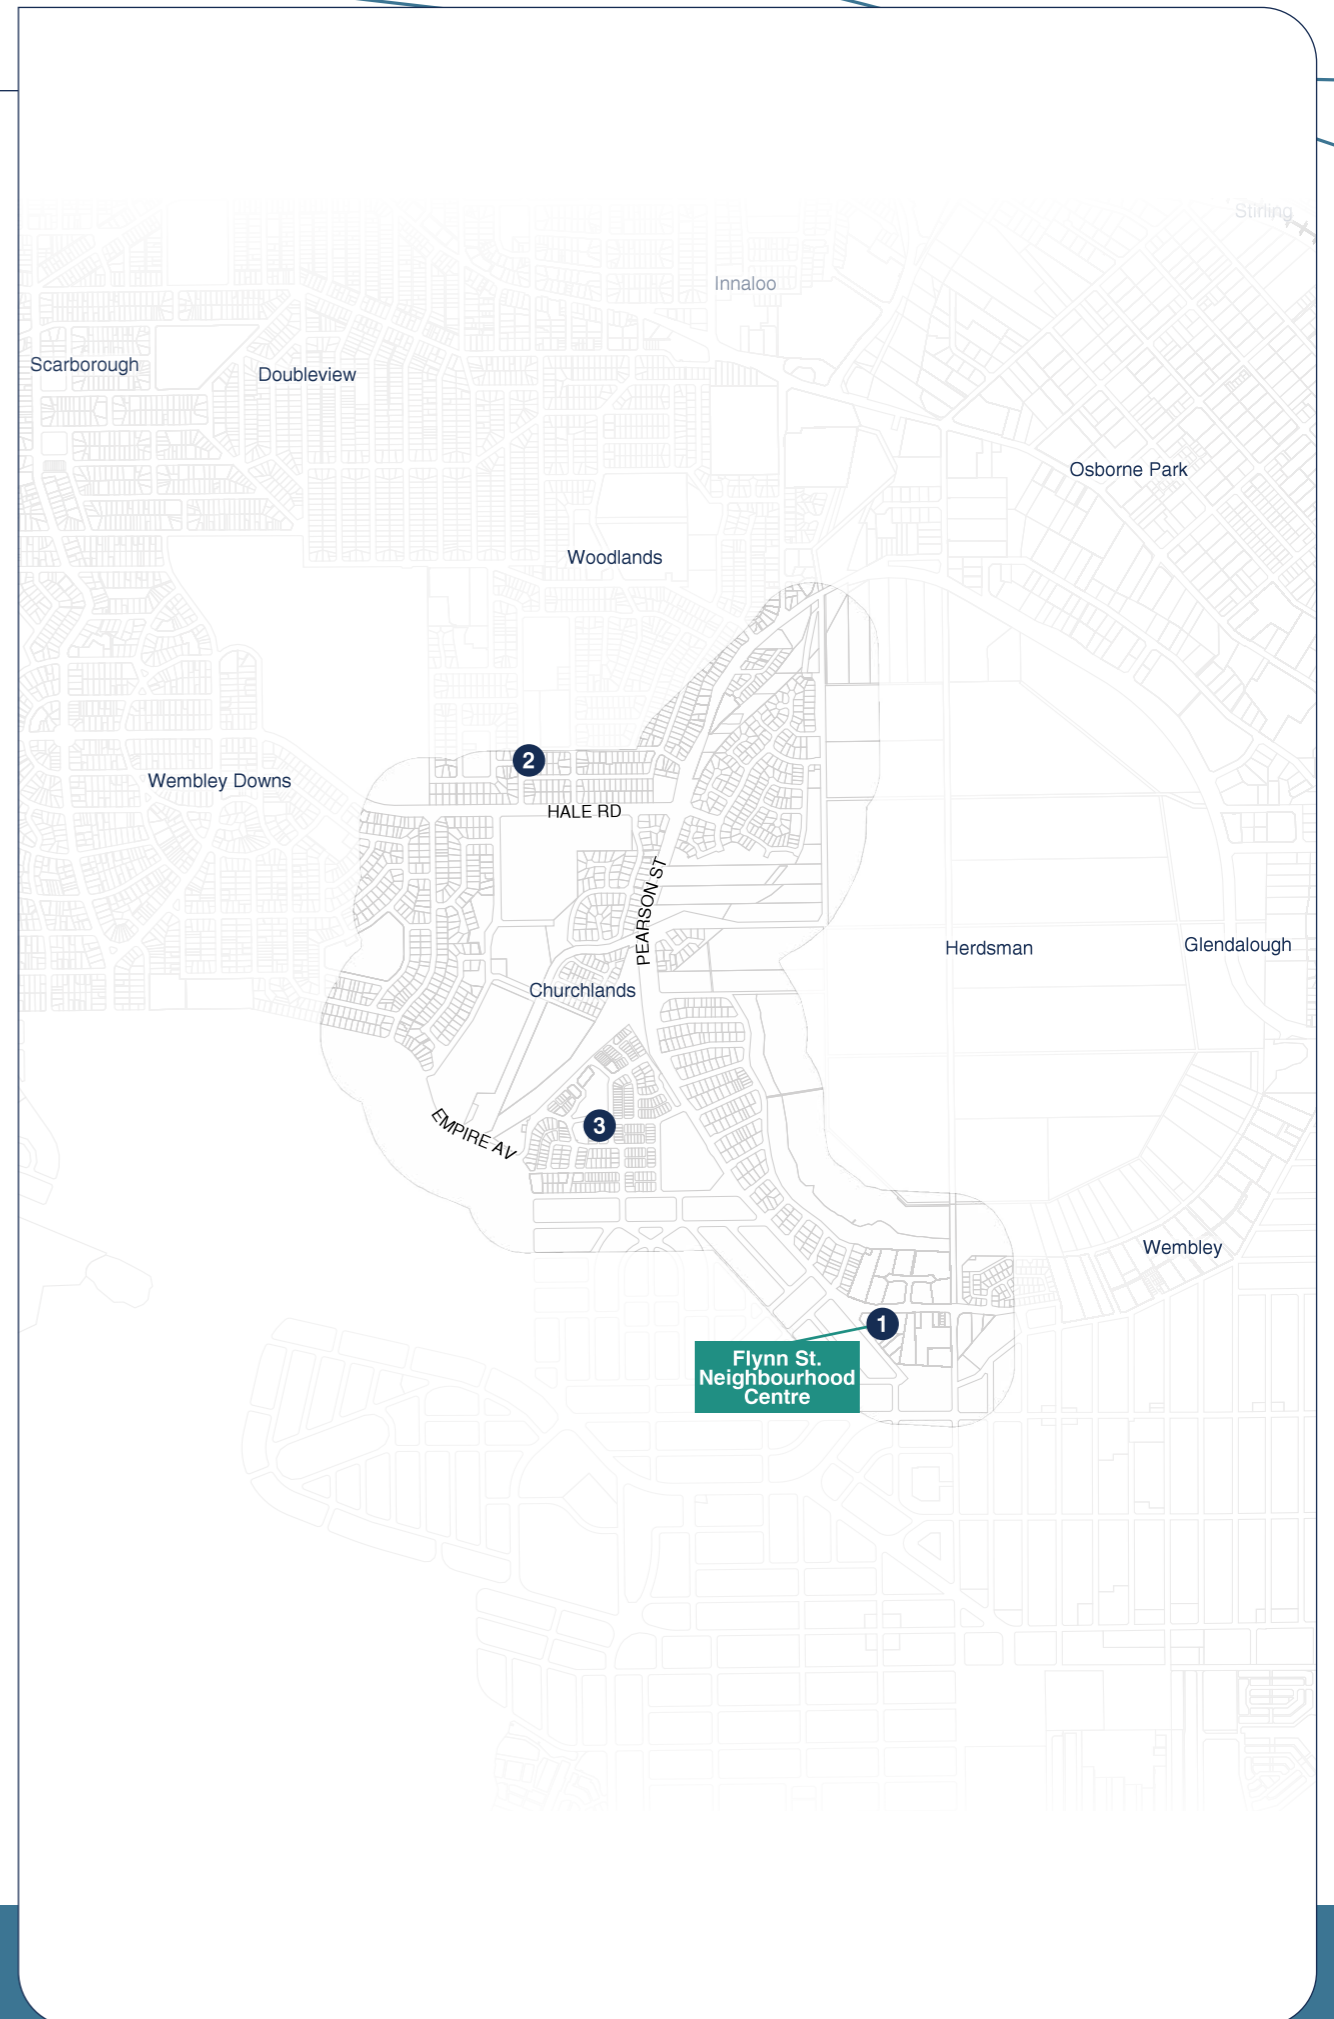 Stirling
Innaloo
Scarborough
Doubleview
Osborne Park
Woodlands
2
Wembley Downs
HALE RD
PEARSON ST
Herdsman
Glendalough
Churchlands
EMPIRE AV
3
Wembley
1
Flynn St.
Neighbourhood
Centre